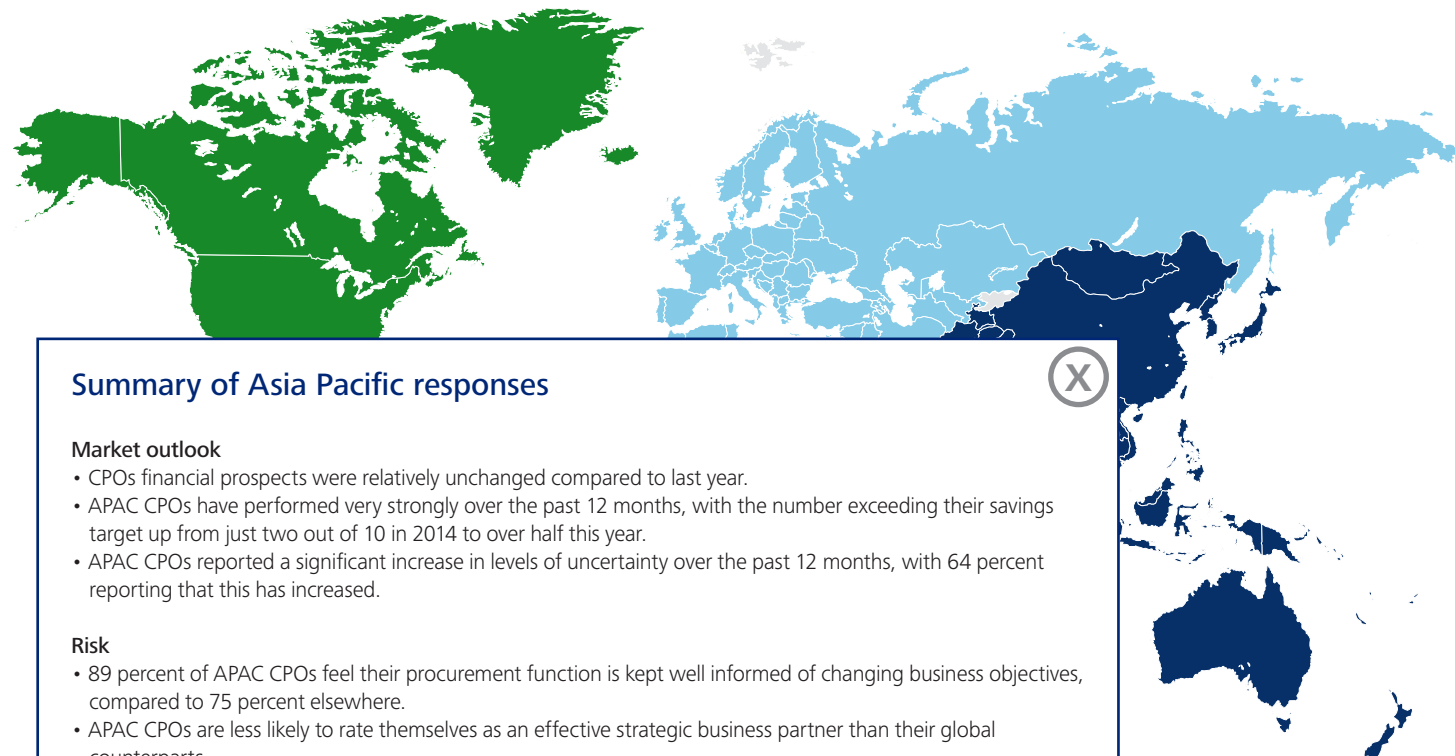 Summary of Asia Pacific responses
X
Market outlook
• CPOs financial prospects were relatively unchanged compared to last year.
• APAC CPOs have performed very strongly over the past 12 months, with the number exceeding their savings
target up from just two out of 10 in 2014 to over half this year.
• APAC CPOs reported a significant increase in levels of uncertainty over the past 12 months, with 64 percent
reporting that this has increased.
Risk
• 89 percent of APAC CPOs feel their procurement function is kept well informed of changing business objectives,
compared to 75 percent elsewhere.
• APAC CPOs are less likely to rate themselves as an effective strategic business partner than their global